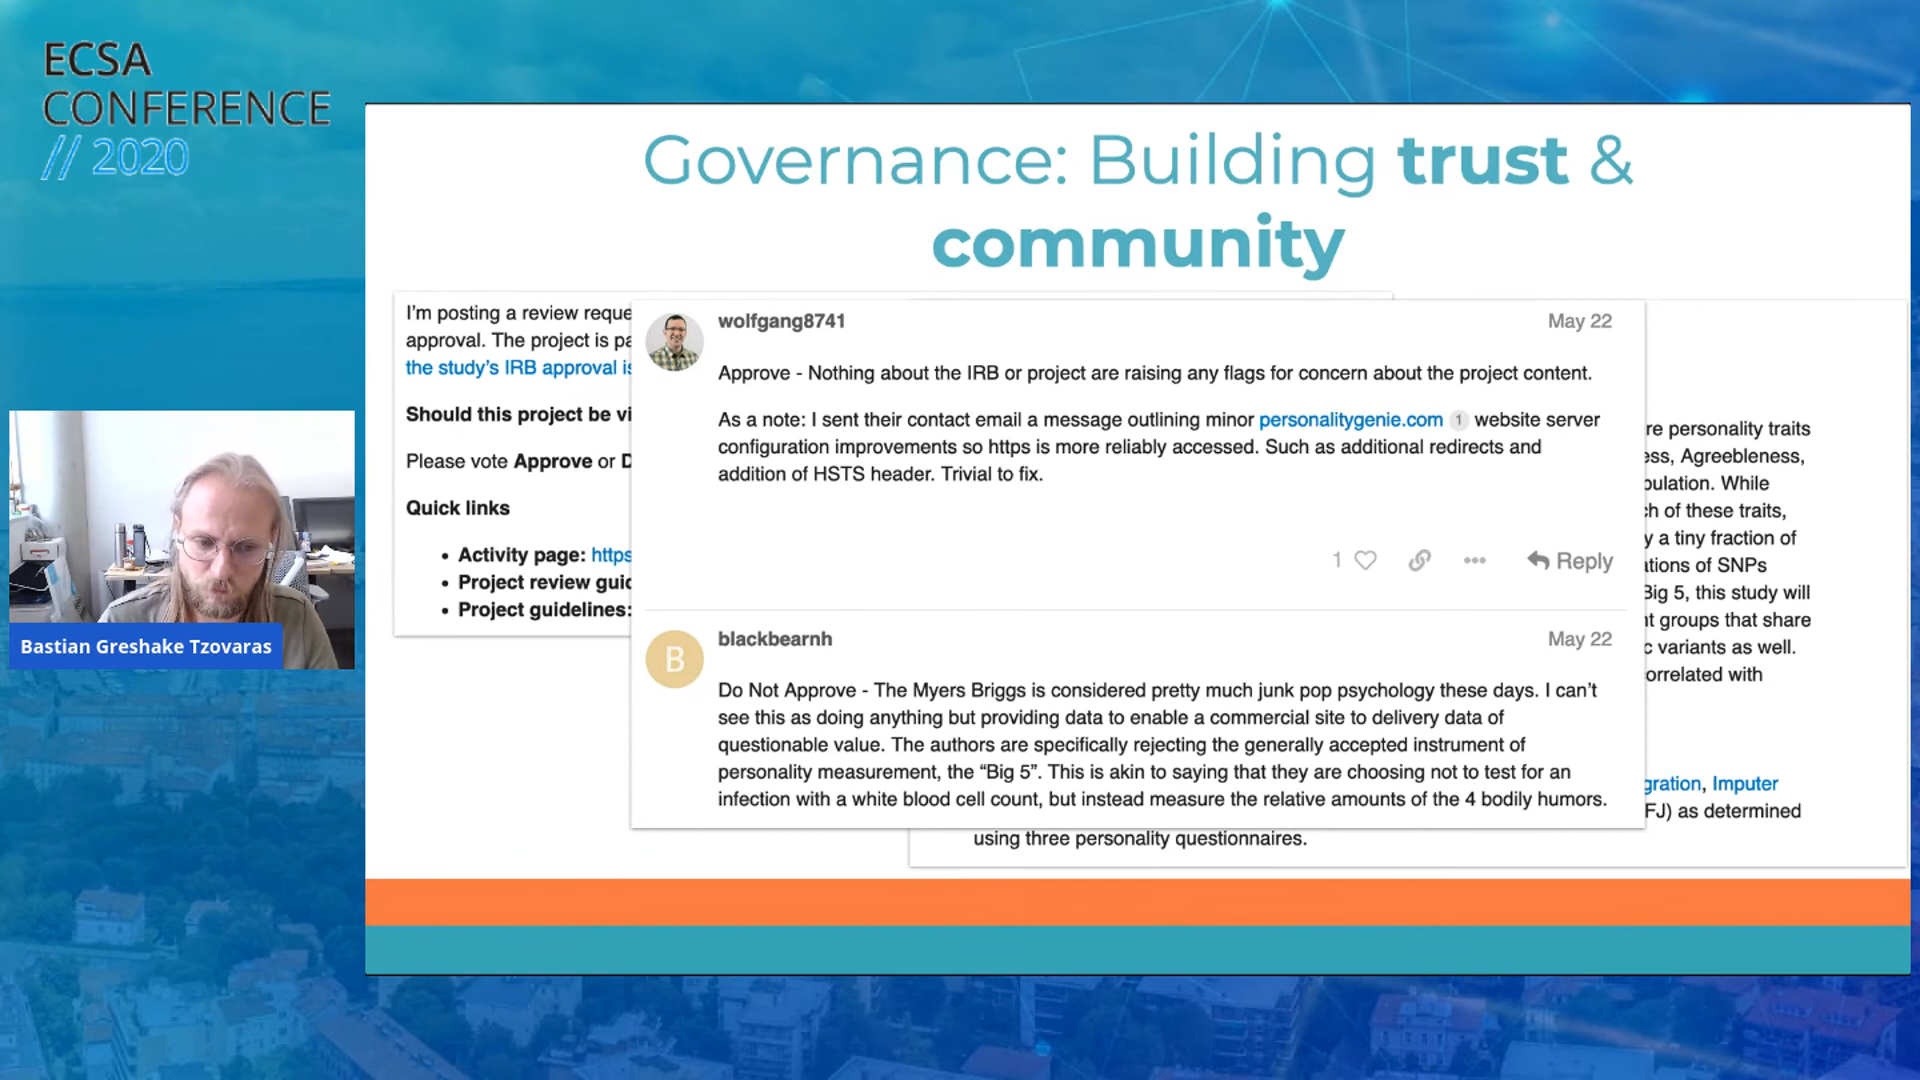 ECSA
CONFERENCE
// 2020
Governance: Building trust &
community
I'm posting a review reque
approval. The project is pa
the study's IRB approval is
Should this project be vi
Please vote Approve or D
Quick links
• Activity page: https
• Project review guid
• Project guidelines:
wolfgang8741 May 22
Approve - Nothing about the IRB or project are raising any flags for concern about the project content.
As a note: I sent their contact email a message outlining minor personalitygenie.com 1 website server
configuration improvements so https is more reliably accessed. Such as additional redirects and
addition of HSTS header. Trivial to fix.
1 Reply
B
blackbearnh May 22
Do Not Approve - The Myers Briggs is considered pretty much junk pop psychology these days. I can't
see this as doing anything but providing data to enable a commercial site to delivery data of
questionable value. The authors are specifically rejecting the generally accepted instrument of
personality measurement, the “Big 5”. This is akin to saying that they are choosing not to test for an
infection with a white blood cell count, but instead measure the relative amounts of the 4 bodily humors.
re personality traits
ess, Agreebleness,
pulation. While
ch of these traits,
y a tiny fraction of
ations of SNPs
Big 5, this study will
nt groups that share
c variants as well.
orrelated with
gration, Imputer
FJ) as determined
using three personality questionnaires.
Bastian Greshake Tzovaras